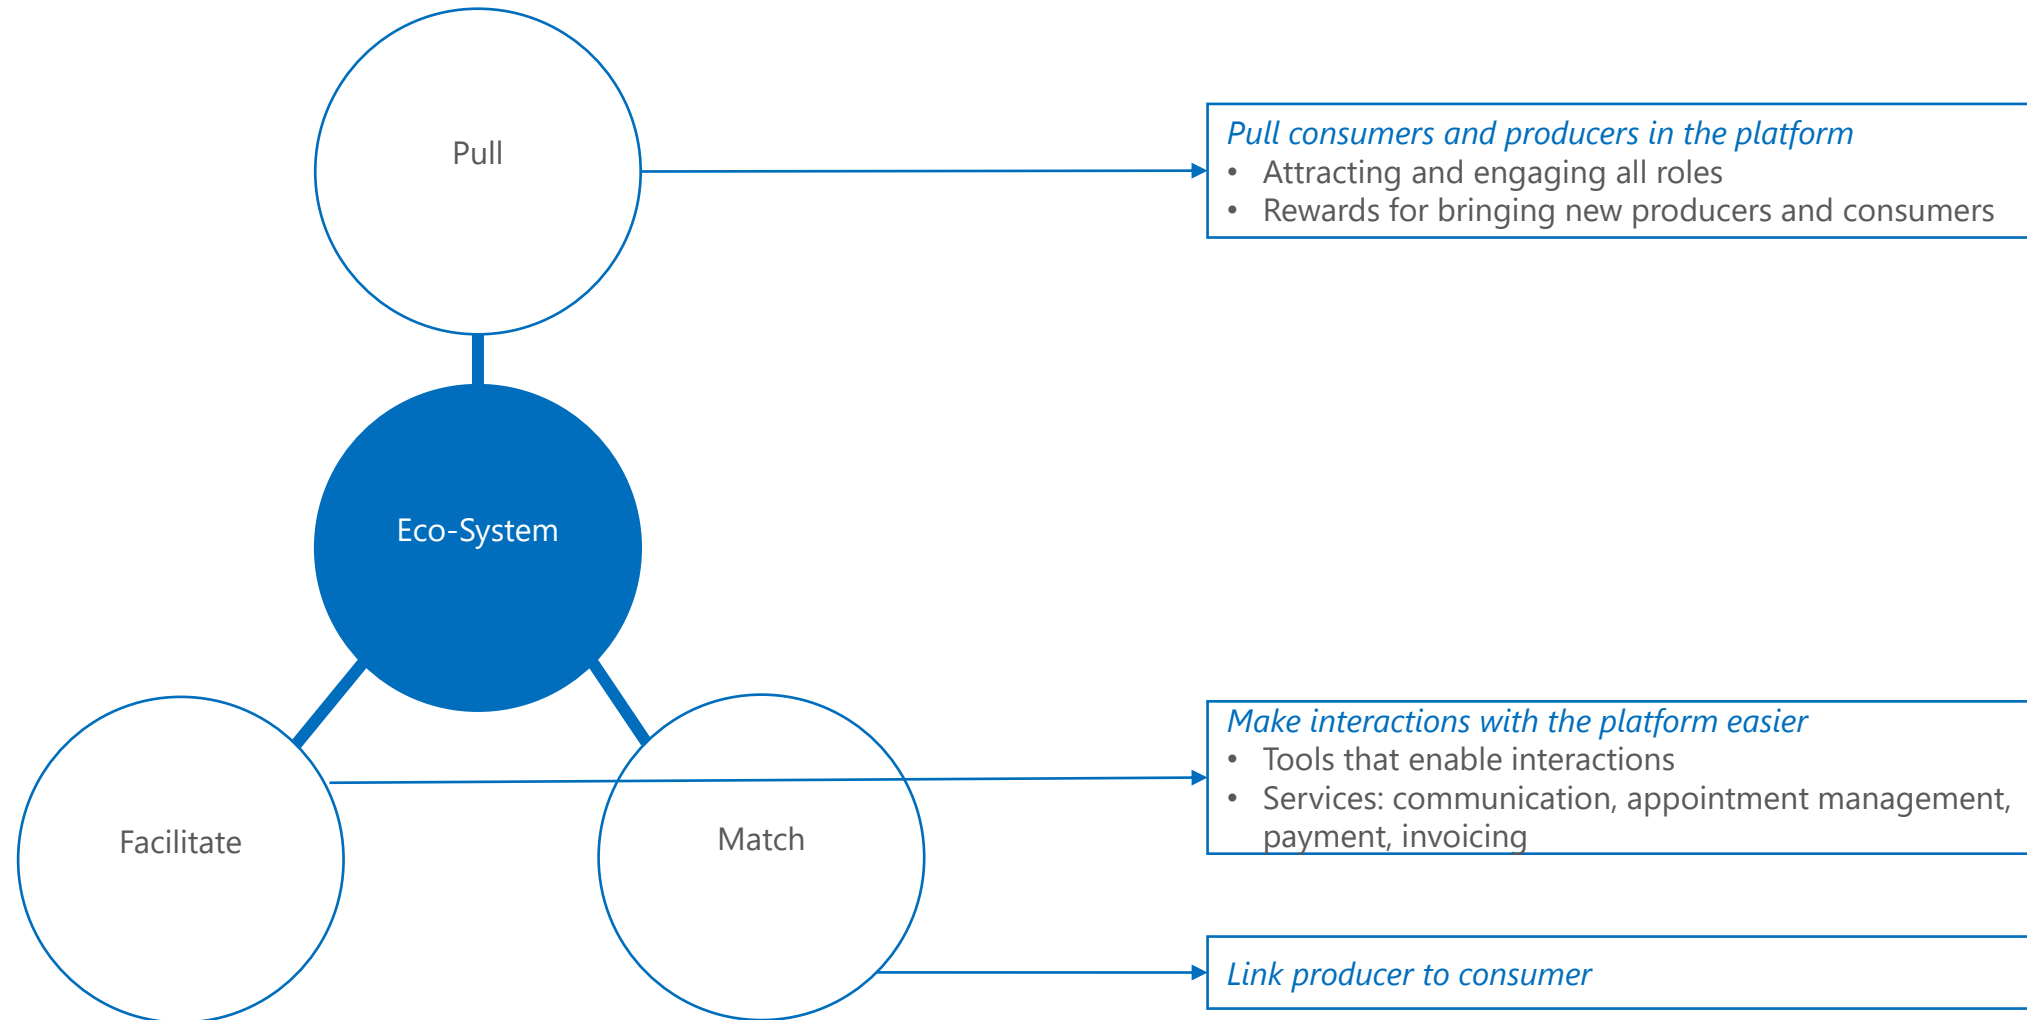 Pull
Pull consumers and producers in the platform
• Attracting and engaging all roles
• Rewards for bringing new producers and consumers
Eco-System
Facilitate
Match
Make interactions with the platform easier
• Tools that enable interactions
• Services: communication, appointment management,
payment, invoicing
Link producer to consumer